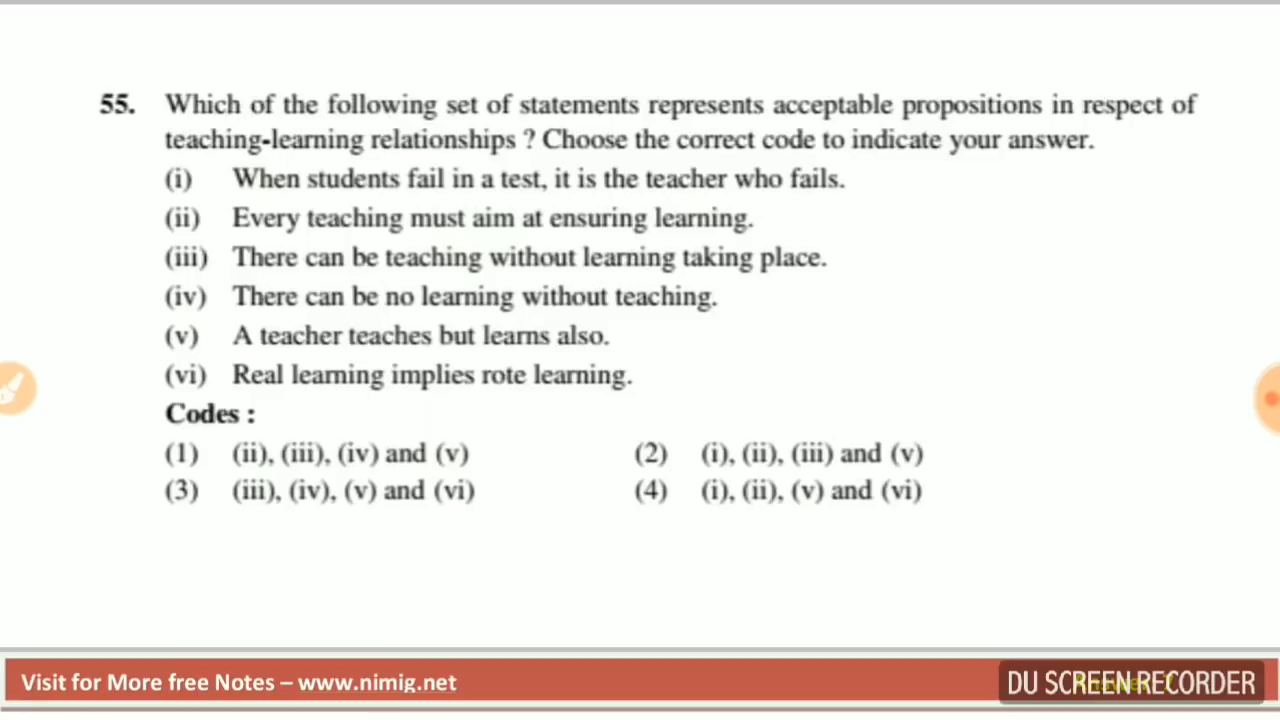 55. Which of the following set of statements represents acceptable propositions in respect of
teaching-learning relationships ? Choose the correct code to indicate your answer.
(i) When students fail in a test, it is the teacher who fails.
(ii) Every teaching must aim at ensuring learning.
(iii) There can be teaching without learning taking place.
(iv) There can be no learning without teaching.
(v) A teacher teaches but learns also.
(vi) Real learning implies rote learning.
Codes :
(1) (ii), (iii), (iv) and (v) (2) (i), (ii), (iii) and (v)
(3) (iii), (iv), (v) and (vi) (4) (i), (ii), (v) and (vi)
Visit for More free Notes – www.nimig.net
DU SCREEN RECORDER